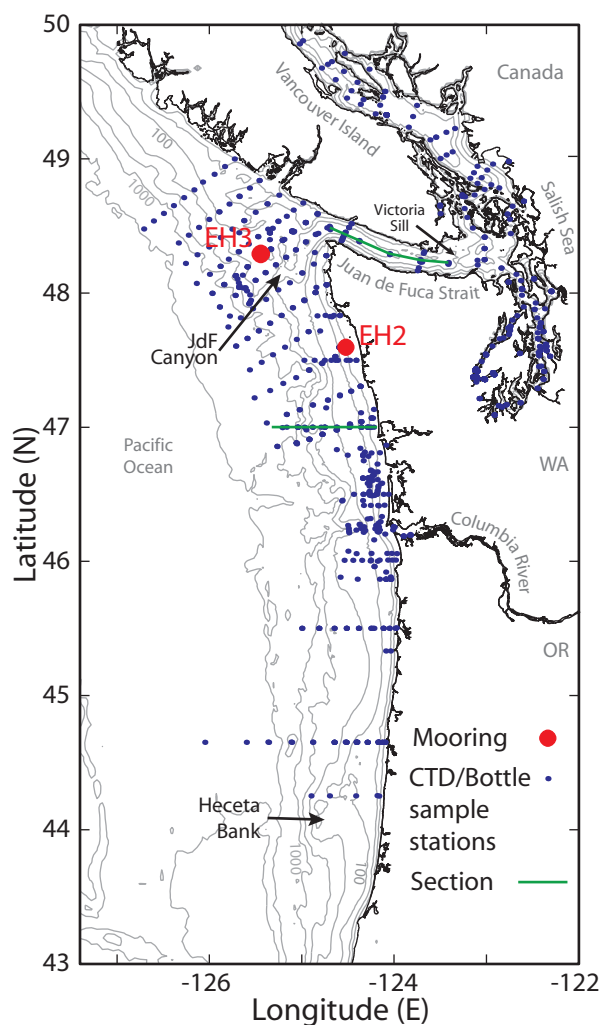 50
49
48
47
46
45
44
43
Latitude (N)
-126
-124
-122
Longitude (E)
Canada
Vancouver
Island
100
1000
Salish Sea
Victoria
Sill
EH3
Juan de Fuca Strait
JdF
Canyon
EH2
Pacific
Ocean
WA
Columbia
River
OR
Mooring
CTD/Bottle
sample
stations
Section
Heceta
Bank
1000
100